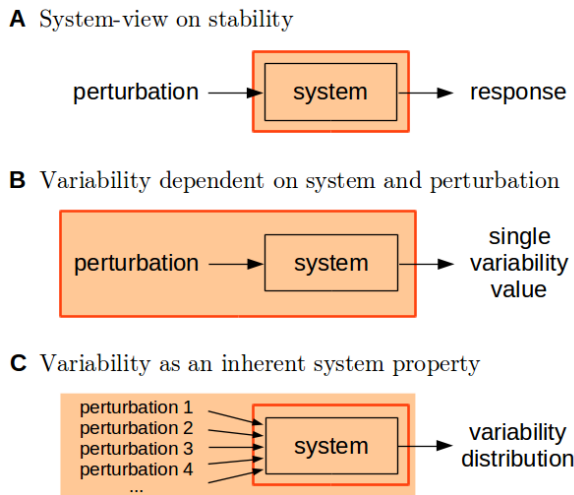 A System-view on stability
perturbation
system
response
B Variability dependent on system and perturbation
perturbation
system
single
variability
value
C Variability as an inherent system property
perturbation 1
perturbation 2
perturbation 3
perturbation 4
...
system
variability
distribution